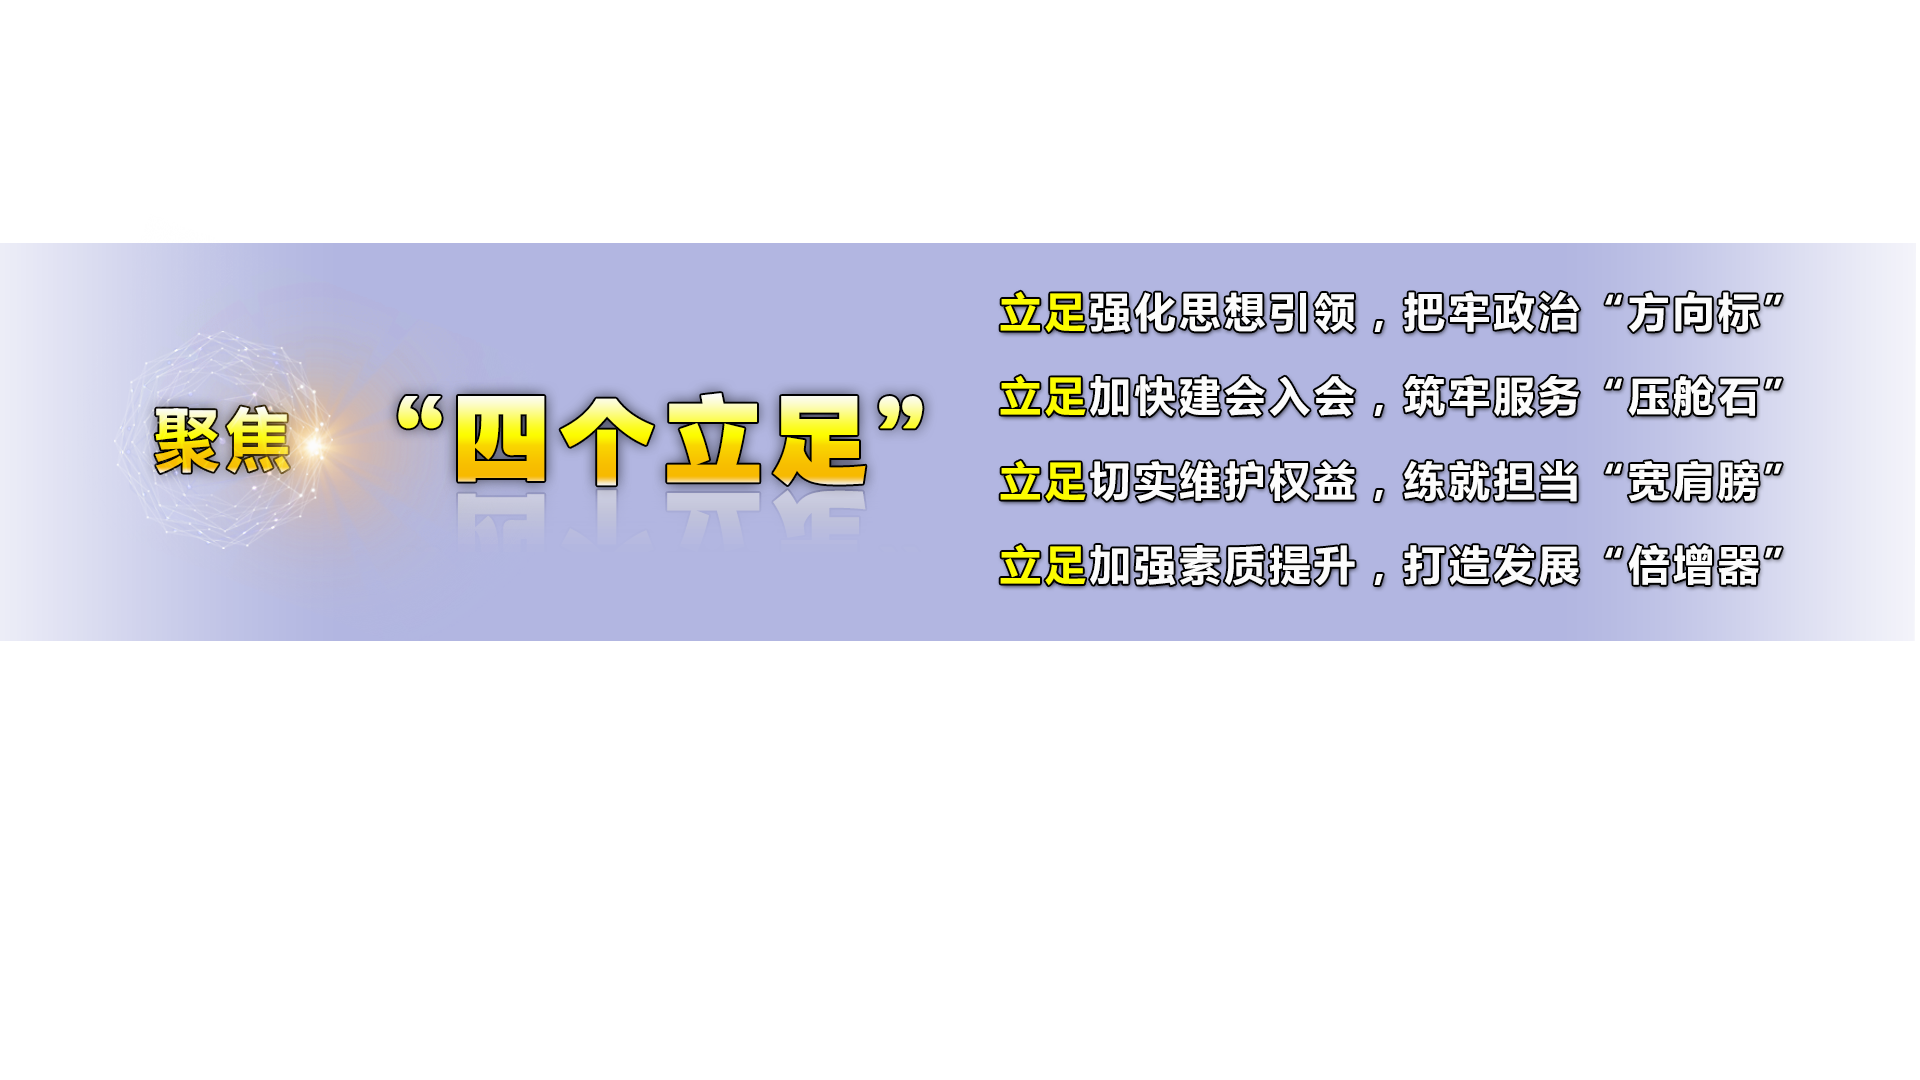 聚焦
“四个立足”
立足强化思想引领，把牢政治“方向标”
立足加快建会入会，筑牢服务“压舱石”
立足切实维护权益，练就担当“宽肩膀”
立足加强素质提升，打造发展“倍增器”